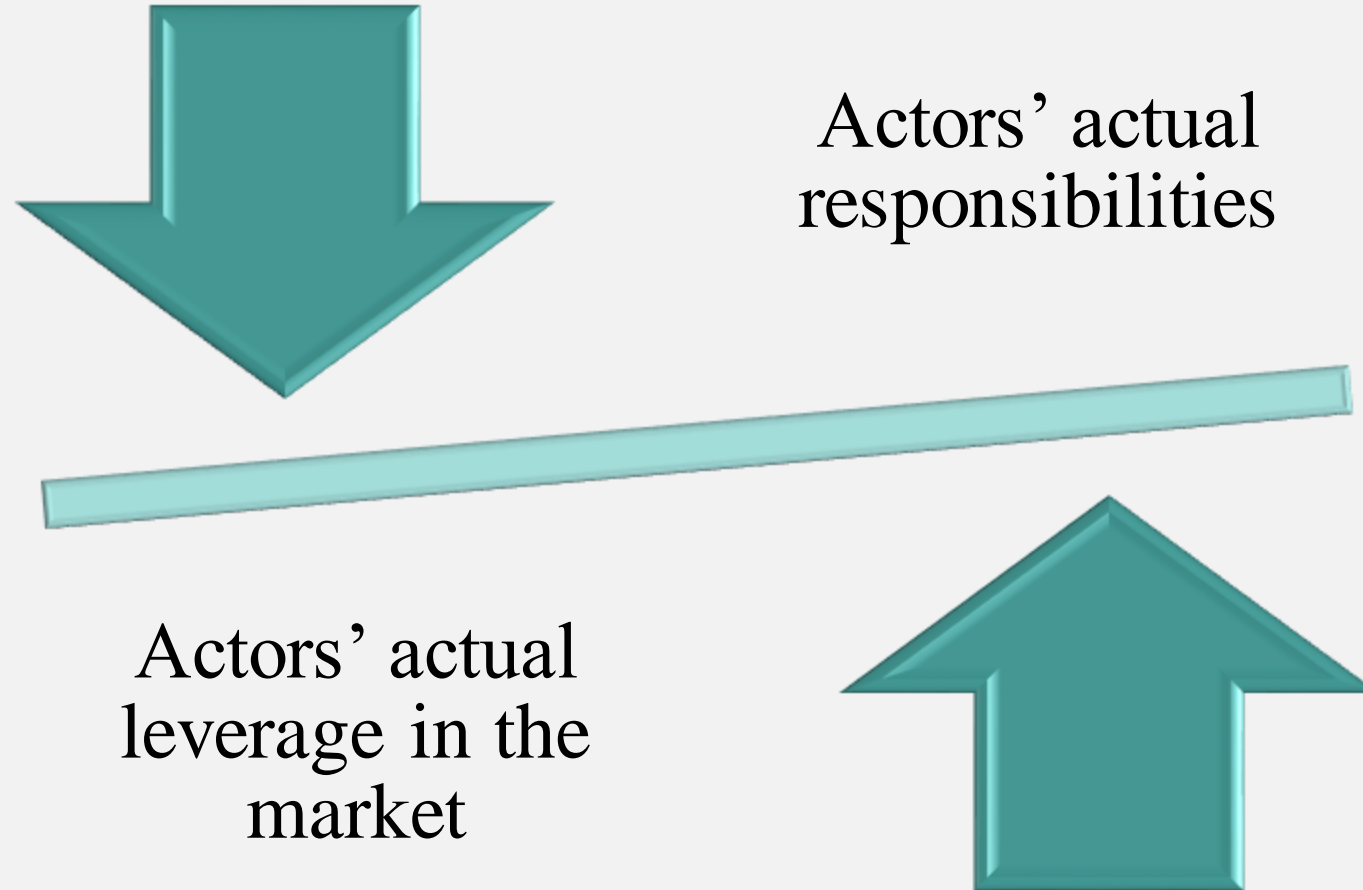 Actors’ actual
responsibilities
Actors’ actual
leverage in the
market